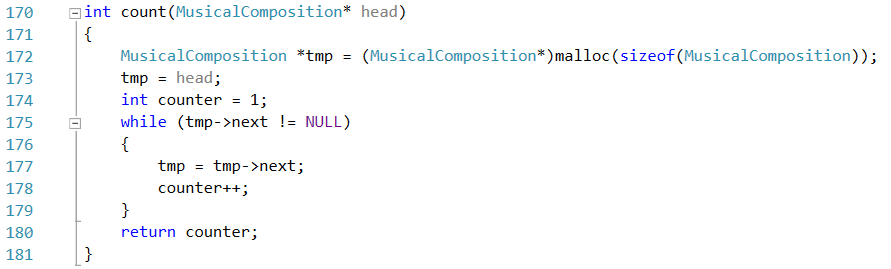 170 int count(MusicalComposition* head)
171 {
172 MusicalComposition *tmp = (MusicalComposition*)malloc(sizeof(MusicalComposition));
173 tmp = head;
174 int counter = 1;
175 while (tmp->next != NULL)
176 {
177 tmp = tmp->next;
178 counter++;
179 }
180 return counter;
181 }